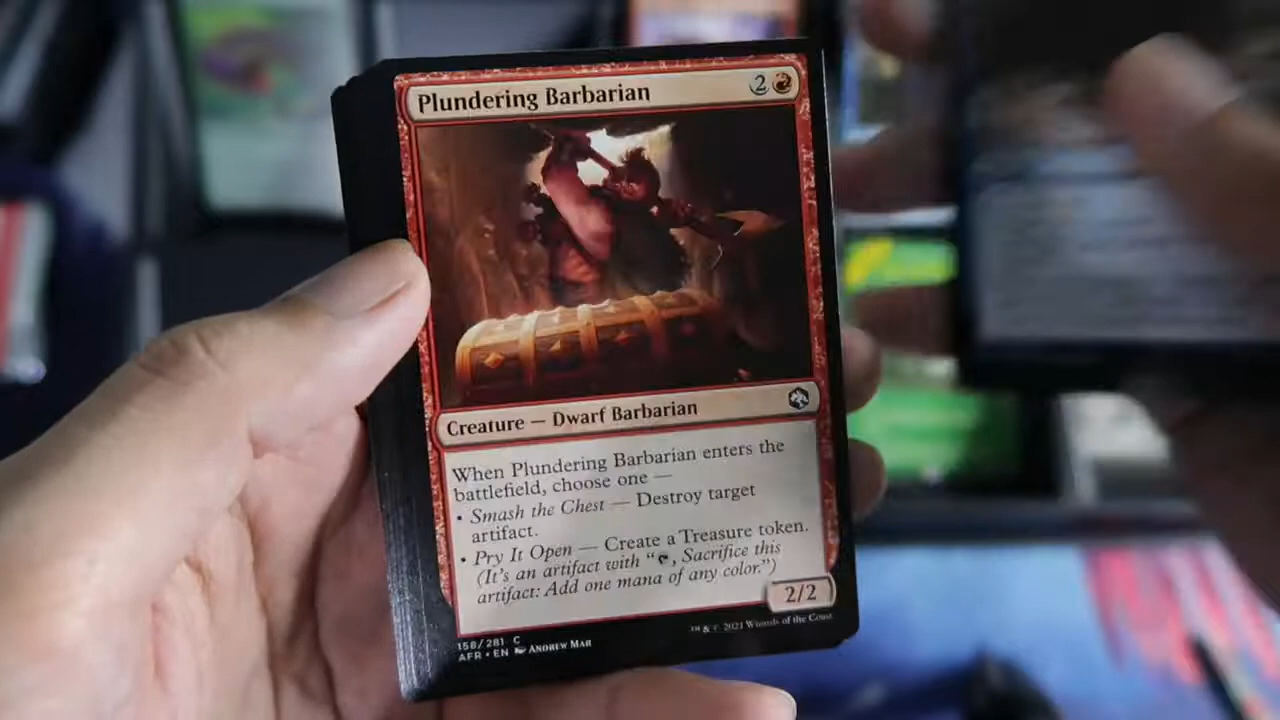 Plundering Barbarian 2
Creature — Dwarf Barbarian
When Plundering Barbarian enters the
battlefield, choose one —
• Smash the Chest — Destroy target
artifact.
• Pry It Open — Create a Treasure token.
(It's an artifact with “, Sacrifice this
artifact: Add one mana of any color.”)
2/2
158/281 C
AFR • EN Andrew Mar
™ & © 2021 Wizards of the Coast